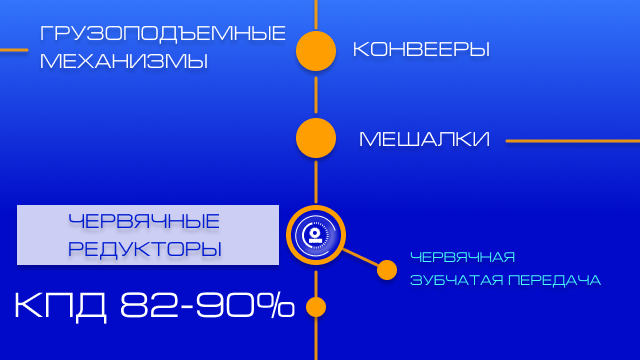 ГРУЗОПОДЪЕМНЫЕ
МЕХАНИЗМЫ
КОНВЕЕРЫ
МЕШАЛКИ
ЧЕРВЯЧНЫЕ
РЕДУКТОРЫ
ЧЕРВЯЧНАЯ
ЗУБЧАТАЯ ПЕРЕДАЧА
КПД 82-90%